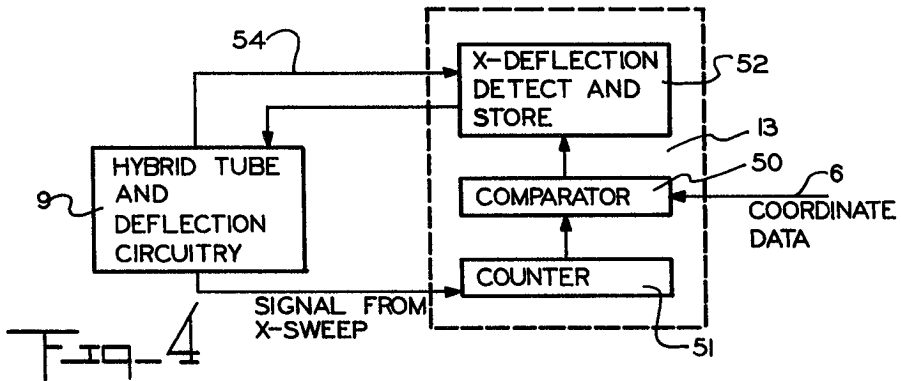 54
X-DEFLECTION
DETECT AND
STORE
52
13
HYBRID TUBE
AND
DEFLECTION
CIRCUITRY
9
50
COMPARATOR
6
COORDINATE
DATA
COUNTER
51
SIGNAL FROM
X-SWEEP
Fig_4